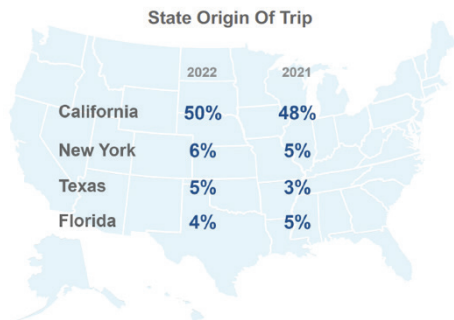 State Origin Of Trip
2022 2021
California 50% 48%
New York 6% 5%
Texas 5% 3%
Florida 4% 5%